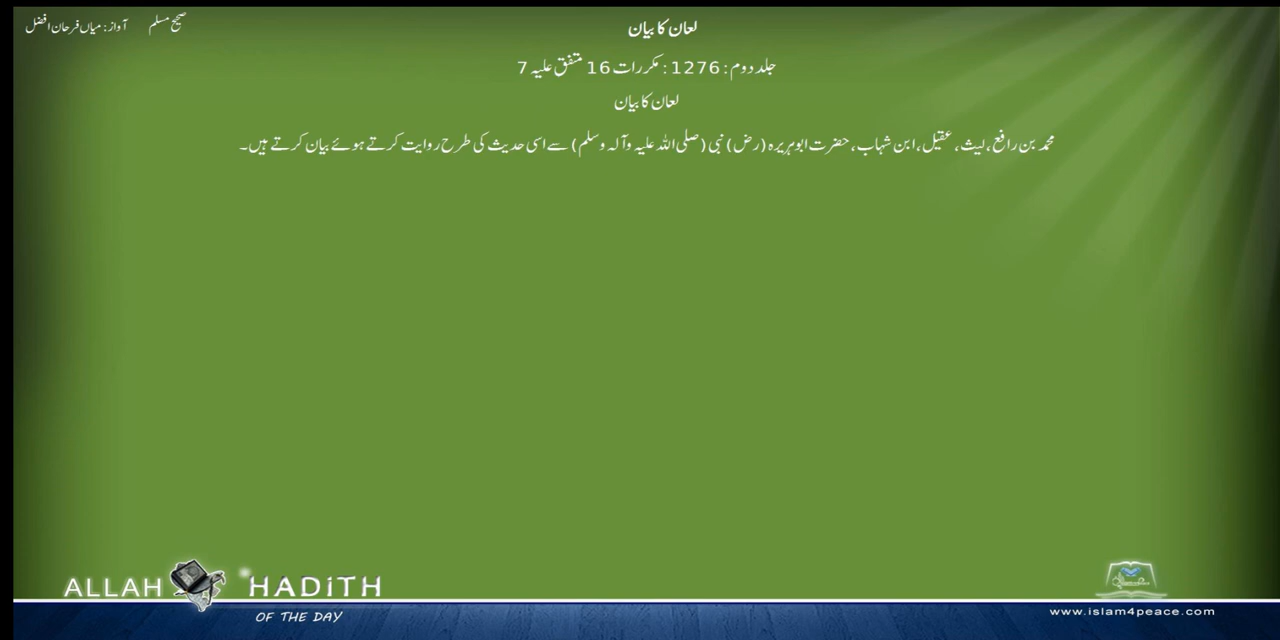 صحیح مسلم آواز: میاں فرحان افضل
لعان کا بیان
جلد دوم : 1276 : مکررات 16 متفق علیہ 7
لعان کا بیان
محمد بن رافع، لیث، عقیل، ابن شہاب، حضرت ابوہریرہ (رض) نبی (صلی اللہ علیہ وآلہ وسلم) سے اسی حدیث کی طرح روایت کرتے ہوئے بیان کرتے ہیں۔
ALLAH HADITH
OF THE DAY
www.islam4peace.com